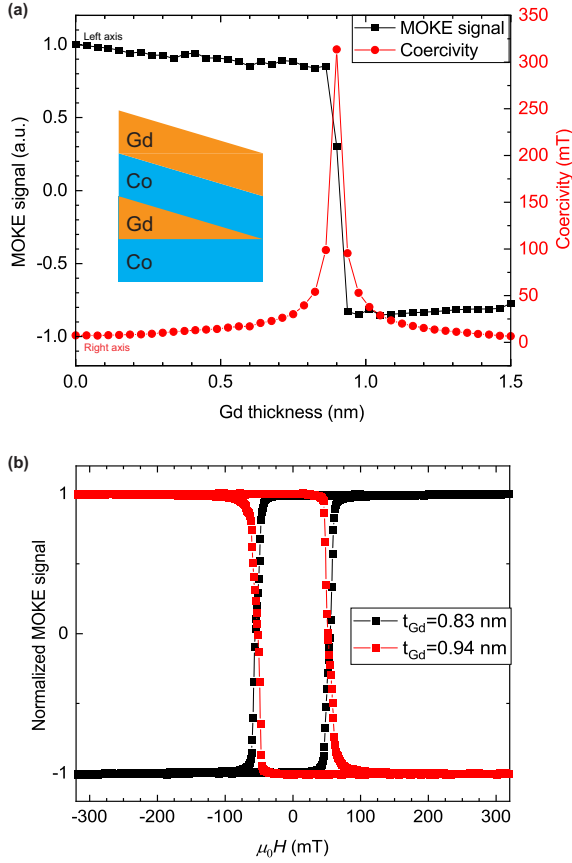 (a)
Left axis
MOKE signal
Coercivity
Gd
Co
Gd
Co
Right axis
1.0
0.5
0.0
-0.5
-1.0
MOKE signal (a.u.)
350
300
250
200
150
100
50
0
Coercivity (mT)
0.0 0.5 1.0 1.5
Gd thickness (nm)
(b)
1
0
-1
Normalized MOKE signal
t_Gd=0.83 nm
t_Gd=0.94 nm
-300 -200 -100 0 100 200 300
μ₀H (mT)